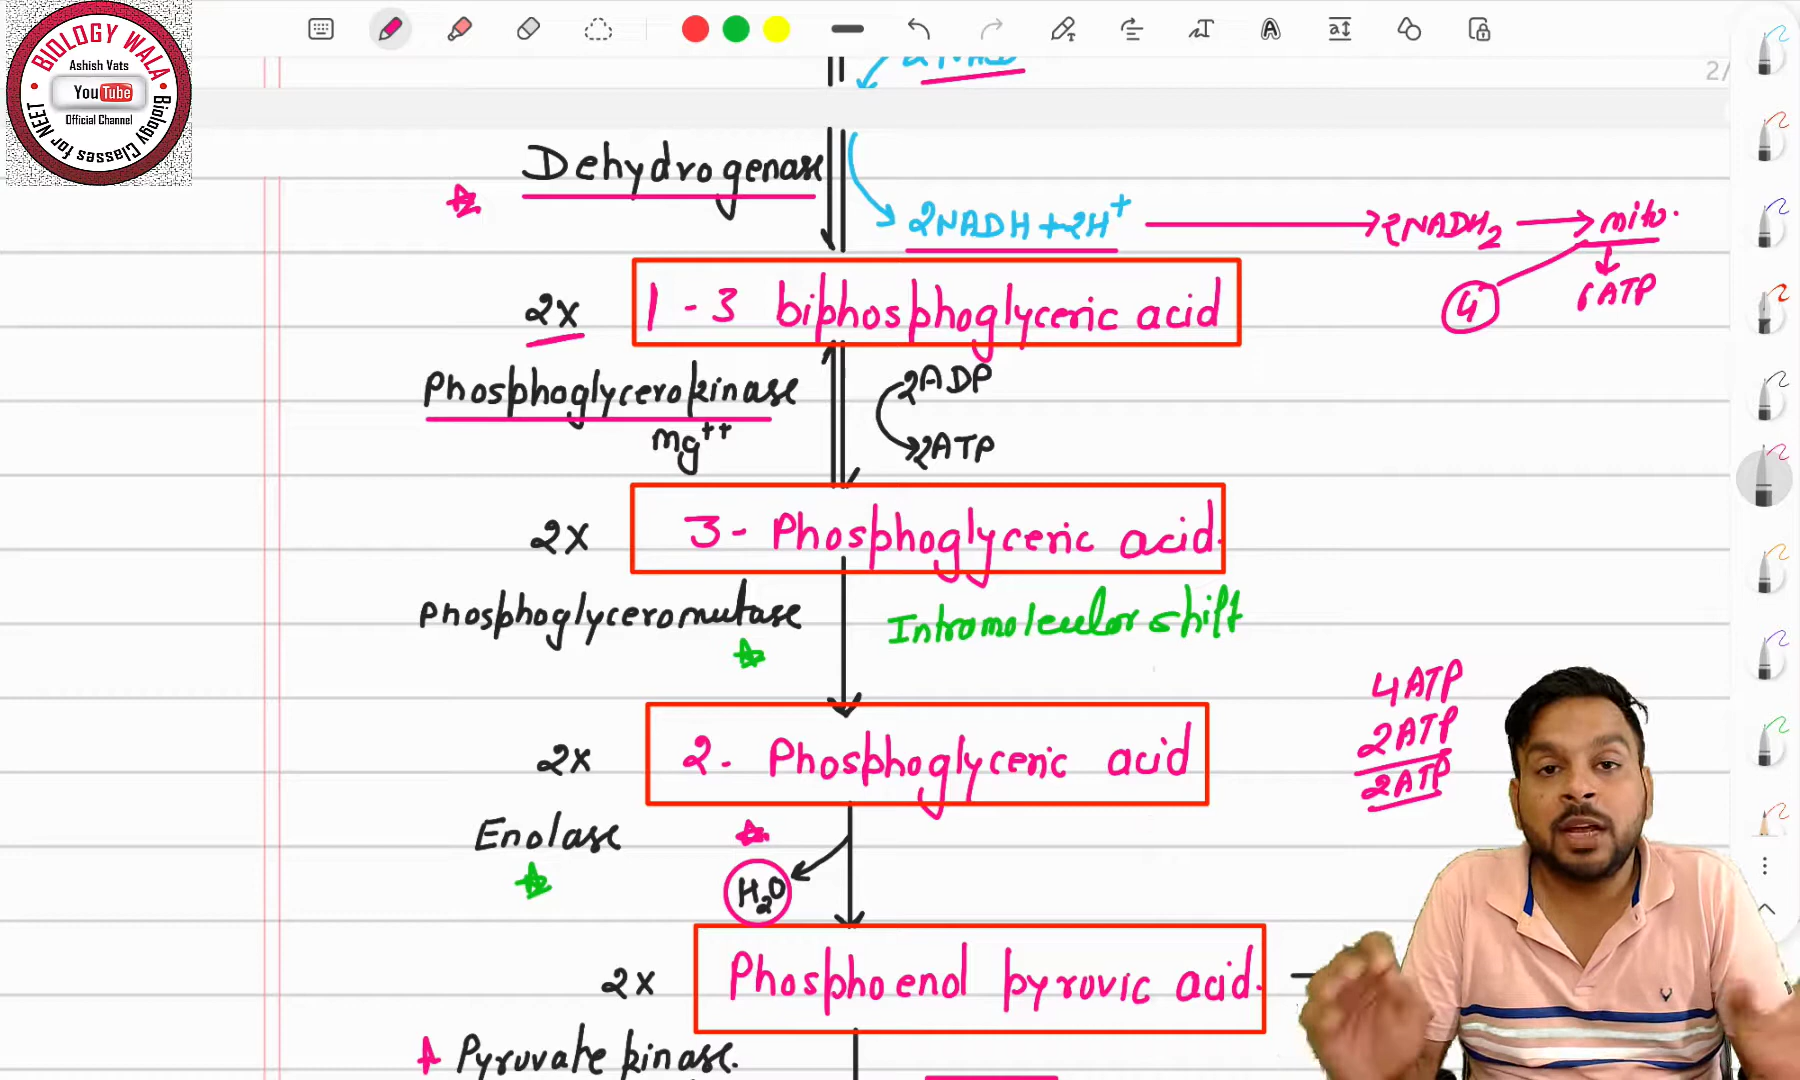 BIOLOGY WALA
Ashish Vats
YouTube
Official Channel
Biology Classes for NEET
2/
Dehydrogenase
2NADH+2H+
2NADH2
mito.
6ATP
4
2x
1-3 biphosphoglyceric acid
Phosphoglycerokinase
Mg++
2ADP
2ATP
2x
3- Phosphoglyceric acid.
Phosphoglyceromutase
Intromoleculor shift
2x
2- Phosphoglyceric acid
4ATP
2ATP
2ATP
Enolase
H2O
2x
Phosphoenol pyruvic acid.
Pyruvate kinase.